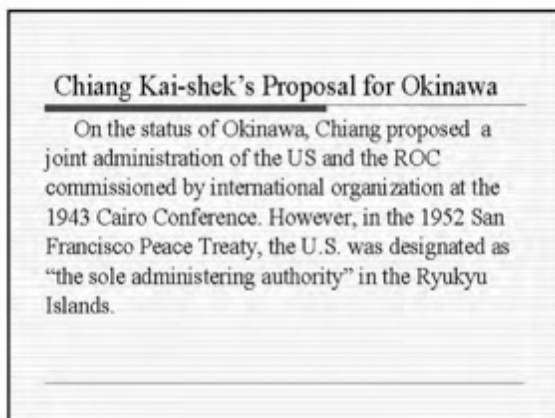 Chiang Kai-shek’s Proposal for Okinawa
On the status of Okinawa, Chiang proposed a
joint administration of the US and the ROC
commissioned by international organization at the
1943 Cairo Conference. However, in the 1952 San
Francisco Peace Treaty, the U.S. was designated as
“the sole administering authority” in the Ryukyu
Islands.